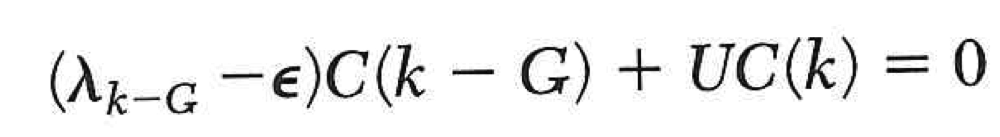 (λ_{k−G} − ϵ)C(k − G) + UC(k) = 0